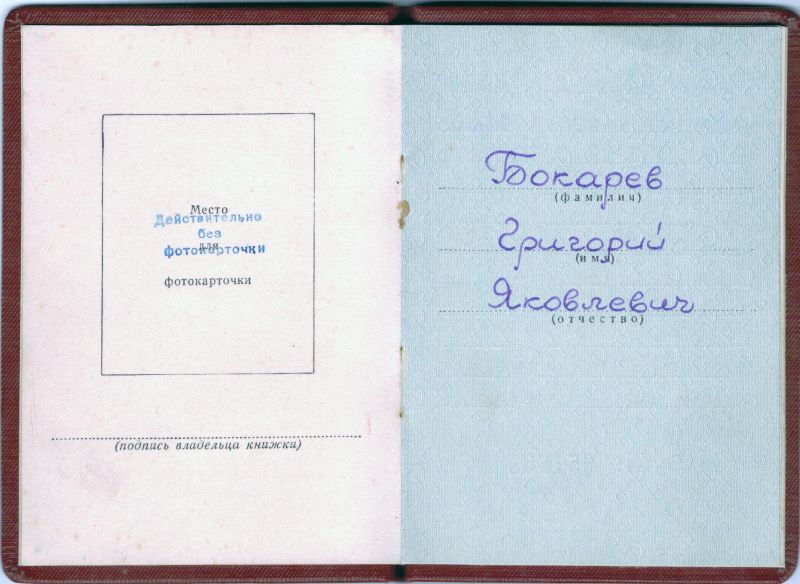 Место
Действительно
без
для
фотокарточки
фотокарточки
(подпись владельца книжки)
Бокарев
(фамилия)
Григорий
(имя)
Яковлевич
(отчество)